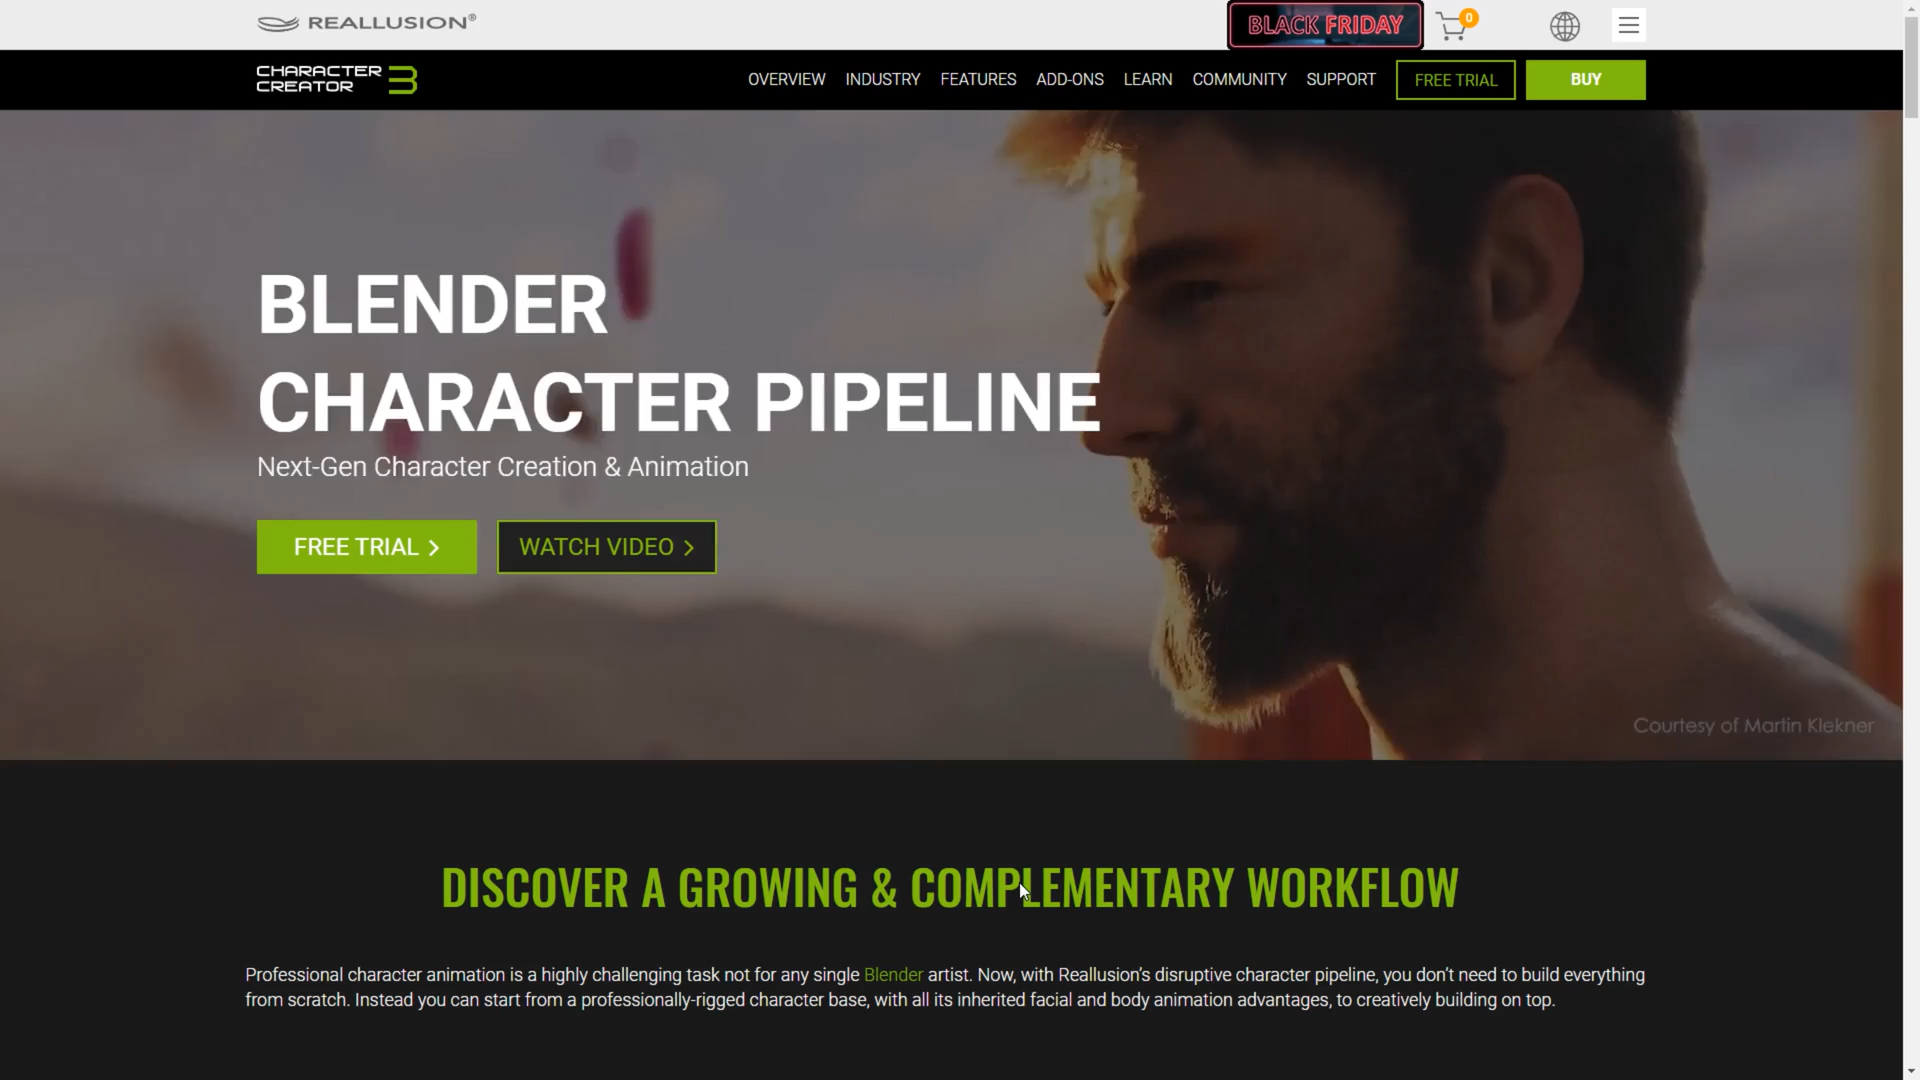 REALLUSION®
BLACK FRIDAY
0
CHARACTER CREATOR 3
OVERVIEW INDUSTRY FEATURES ADD-ONS LEARN COMMUNITY SUPPORT FREE TRIAL BUY
BLENDER
CHARACTER PIPELINE
Next-Gen Character Creation & Animation
FREE TRIAL >
WATCH VIDEO >
Courtesy of Martin Klekner
DISCOVER A GROWING & COMPLEMENTARY WORKFLOW
Professional character animation is a highly challenging task not for any single Blender artist. Now, with Reallusion's disruptive character pipeline, you don't need to build everything
from scratch. Instead you can start from a professionally-rigged character base, with all its inherited facial and body animation advantages, to creatively building on top.